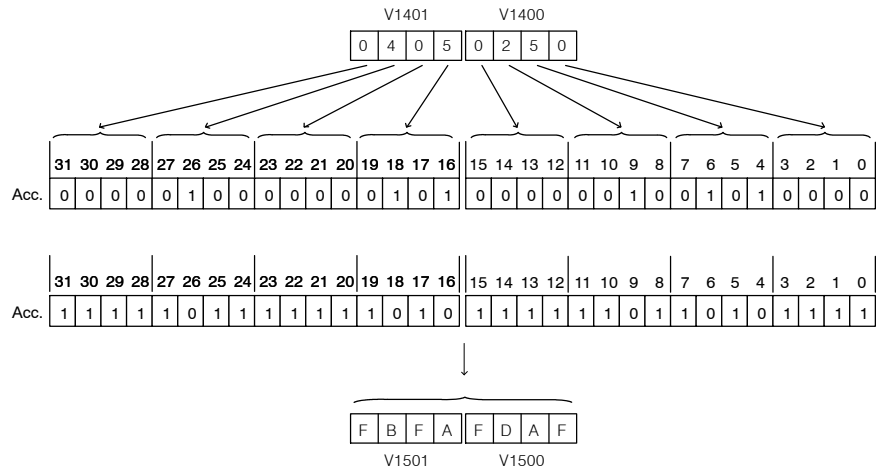 V1401 V1400
0 4 0 5 0 2 5 0
31 30 29 28 27 26 25 24 23 22 21 20 19 18 17 16 15 14 13 12 11 10 9 8 7 6 5 4 3 2 1 0
Acc. 0 0 0 0 0 1 0 0 0 0 0 0 0 1 0 1 0 0 0 0 0 0 1 0 0 1 0 1 0 0 0 0
31 30 29 28 27 26 25 24 23 22 21 20 19 18 17 16 15 14 13 12 11 10 9 8 7 6 5 4 3 2 1 0
Acc. 1 1 1 1 1 0 1 1 1 1 1 1 1 0 1 0 1 1 1 1 1 1 0 1 1 0 1 0 1 1 1 1
F B F A F D A F
V1501 V1500